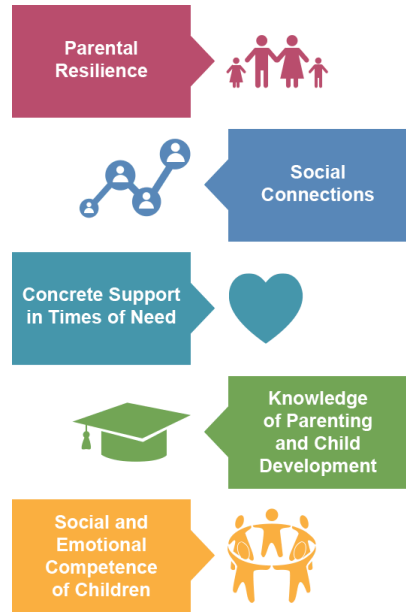 Parental
Resilience
Social
Connections
Concrete Support
in Times of Need
Knowledge
of Parenting
and Child
Development
Social and
Emotional
Competence
of Children